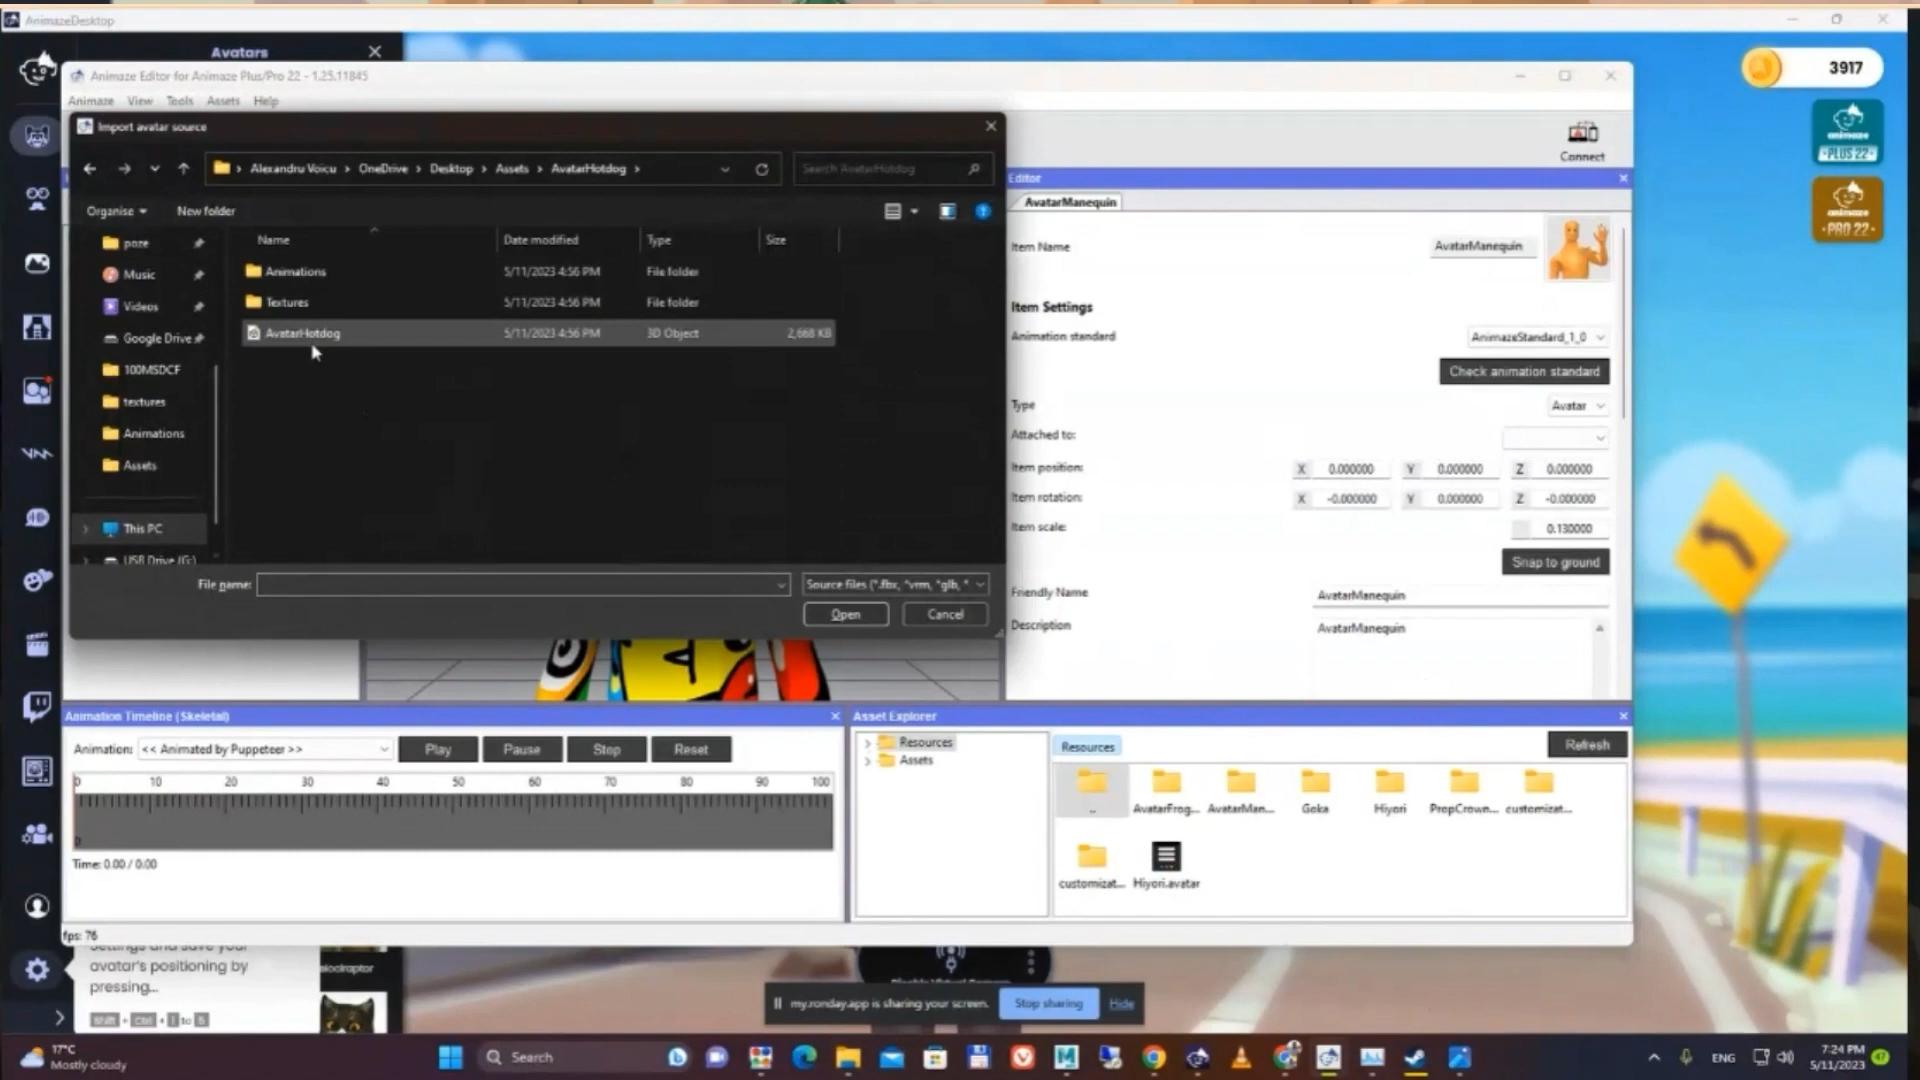 AnimazeDesktop
Avatars
3917
Animaze Editor for Animaze Plus/Pro 22 - 1.25.11845
Animaze View Tools Assets Help
animaze
·PLUS 22·
animaze
·PRO 22·
Import avatar source
Alexandru Voicu > OneDrive > Desktop > Assets > AvatarHotdog >
Search AvatarHotdog
Connect
Organise
New folder
Name
Date modified
Type
Size
poze
Music
Videos
Google Drive
100MSDCF
textures
Animations
Assets
This PC
USB Drive (G:)
Animations 5/11/2023 4:56 PM File folder
Textures 5/11/2023 4:56 PM File folder
AvatarHotdog 5/11/2023 4:56 PM 3D Object 2,668 KB
File name:
Source files (*.fbx, *vrm, *glb, *
Open
Cancel
Editor
AvatarManequin
Item Name AvatarManequin
Item Settings
Animation standard AnimazeStandard_1_0
Check animation standard
Type Avatar
Attached to:
Item position: X 0.000000 Y 0.000000 Z 0.000000
Item rotation: X -0.000000 Y 0.000000 Z -0.000000
Item scale: 0.130000
Snap to ground
Friendly Name AvatarManequin
Description AvatarManequin
Animation Timeline (Skeletal)
Animation: << Animated by Puppeteer >>
Play Pause Stop Reset
0 10 20 30 40 50 60 70 80 90 100
0
Time: 0.00 / 0.00
Asset Explorer
Resources
Assets
Resources
Refresh
..
AvatarFrog...
AvatarMan...
Goka
Hiyori
PropCrown...
customizat...
customizat...
Hiyori.avatar
fps: 76
settings and save your
avatar's positioning by
pressing...
Shift + Ctrl + 1 to 5
my.ronday.app is sharing your screen.
Stop sharing
Hide
17°C
Mostly cloudy
Search
ENG
7:24 PM
5/11/2023